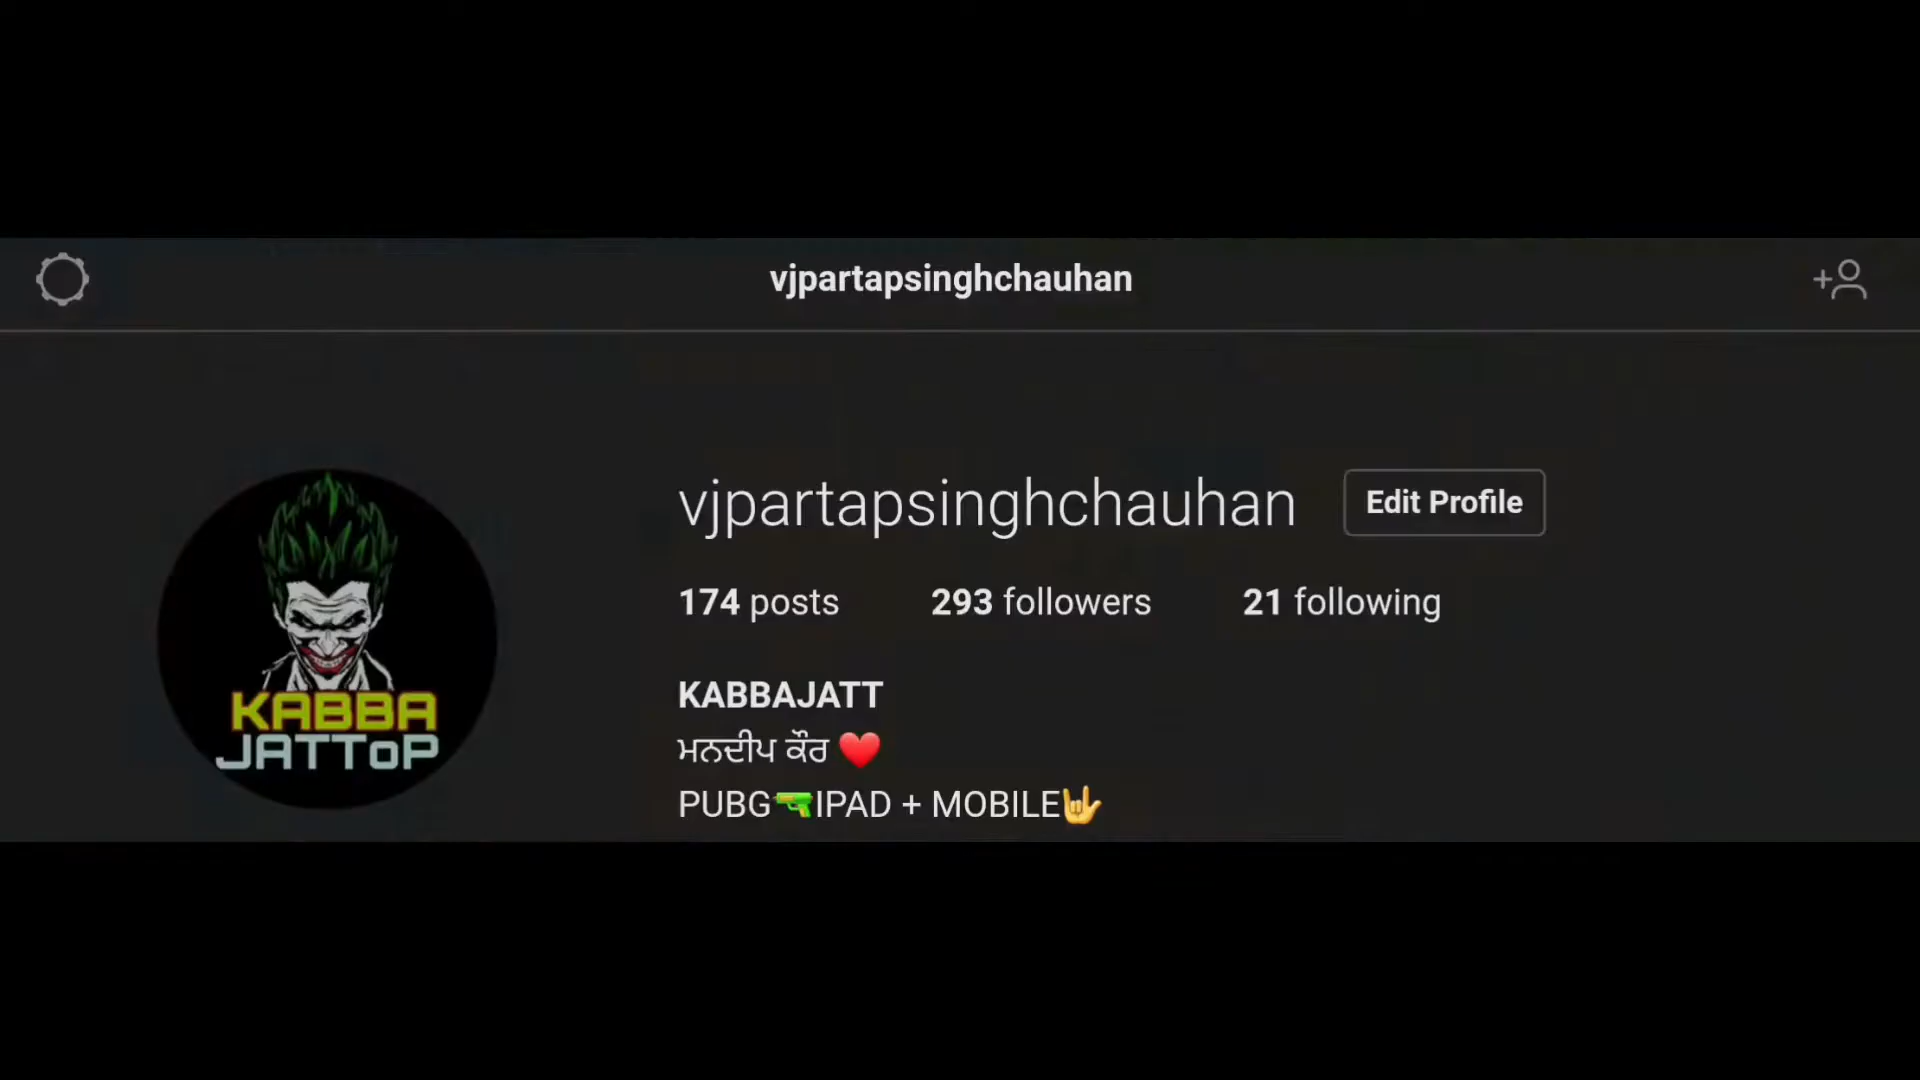 vjpartapsinghchauhan
vjpartapsinghchauhan Edit Profile
174 posts 293 followers 21 following
KABBAJATT
ਮਨਦੀਪ ਕੌਰ ❤️
PUBG🔫IPAD + MOBILE🤟
KABBA
JATToP